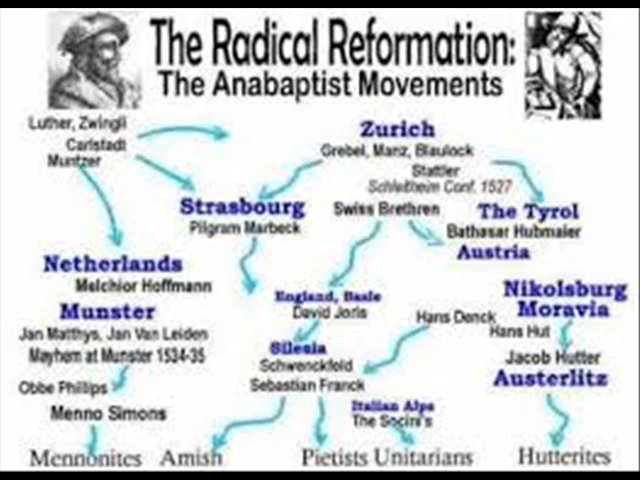 The Radical Reformation:
The Anabaptist Movements
Luther, Zwingli
Carlstadt
Muntzer
Zurich
Grebel, Manz, Blaulock
Stattler
Schleitheim Conf. 1527
Swiss Brethren
Strasbourg
Pilgram Marbeck
The Tyrol
Bathasar Hubmaier
Austria
Netherlands
Melchior Hoffmann
Munster
Jan Matthys, Jan Van Leiden
Mayhem at Munster 1534-35
Obbe Phillips
Menno Simons
England, Basle
David Joris
Hans Denck
Silesia
Schwenckfeld
Sebastian Franck
Italian Alps
The Socini's
Nikolsburg
Moravia
Hans Hut
Jacob Hutter
Austerlitz
Mennonites
Amish
Pietists
Unitarians
Hutterites